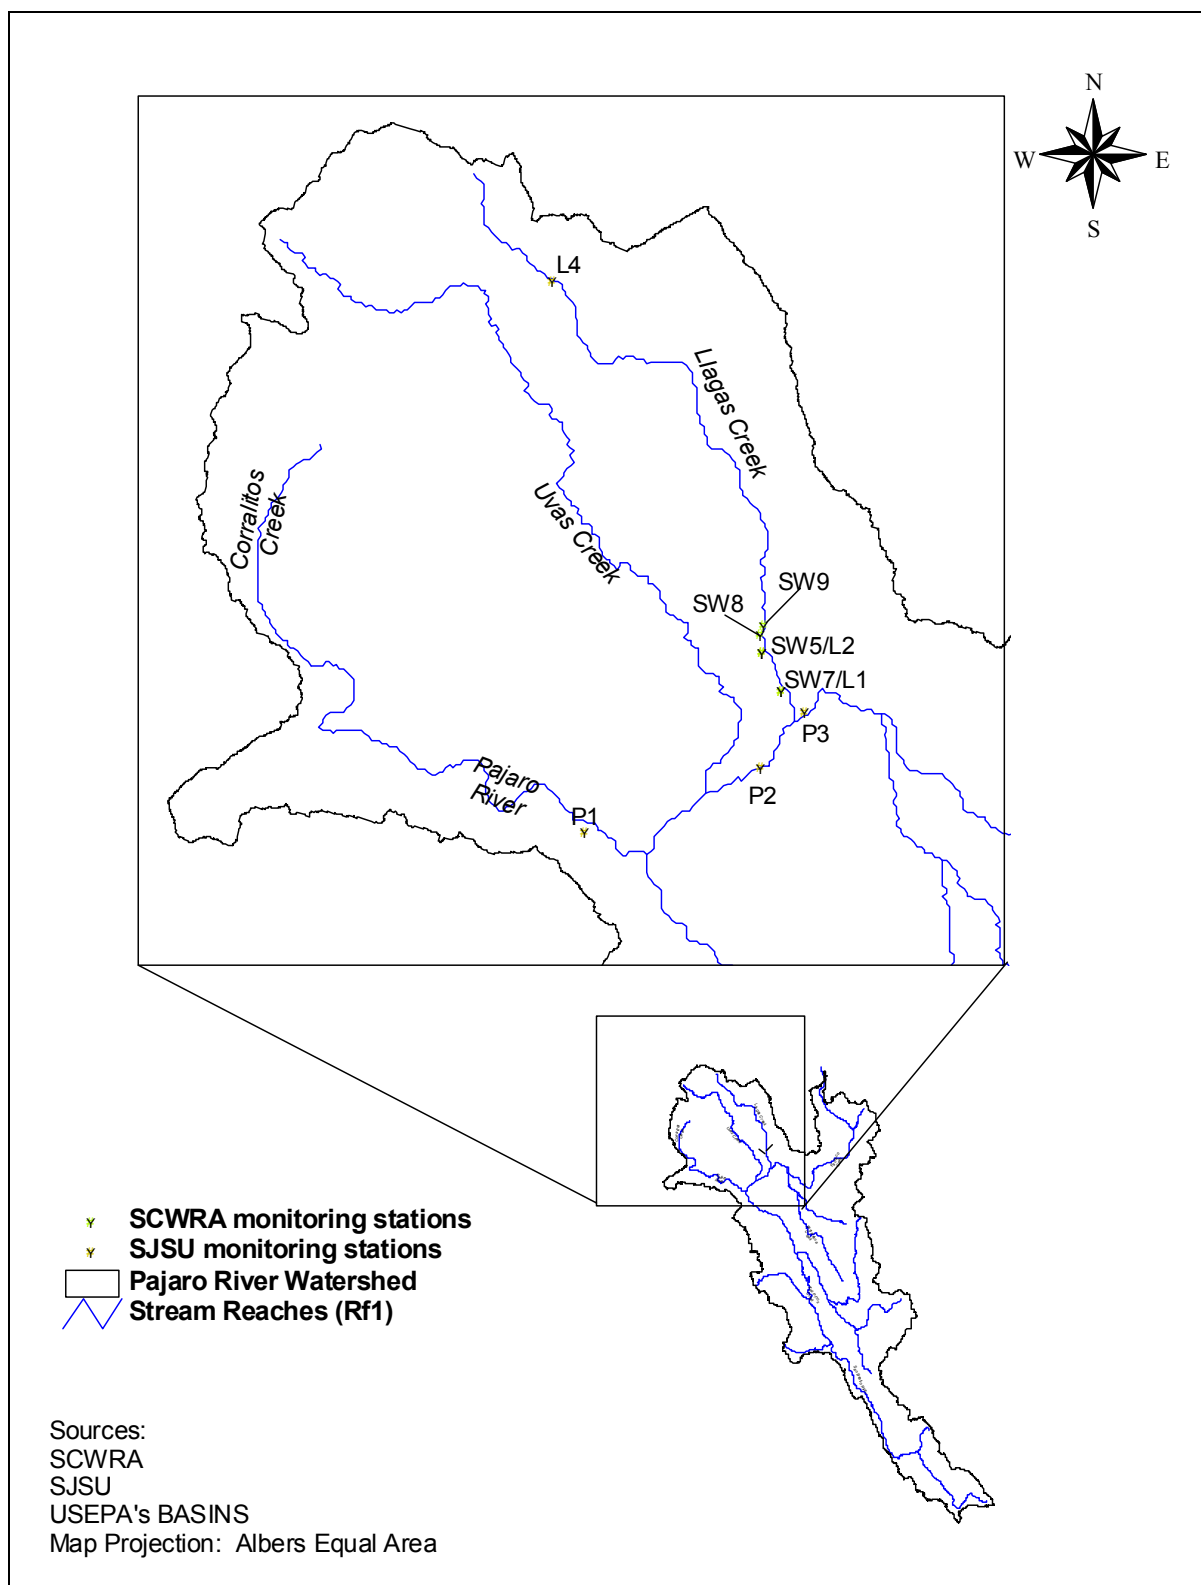 N
W
E
S
L4
Llagas Creek
Corralitos
Creek
Uvas Creek
SW9
SW8
SW5/L2
SW7/L1
P3
P2
Pajaro
River
P1
SCWRA monitoring stations
SJSU monitoring stations
Pajaro River Watershed
Stream Reaches (Rf1)
Sources:
SCWRA
SJSU
USEPA's BASINS
Map Projection: Albers Equal Area